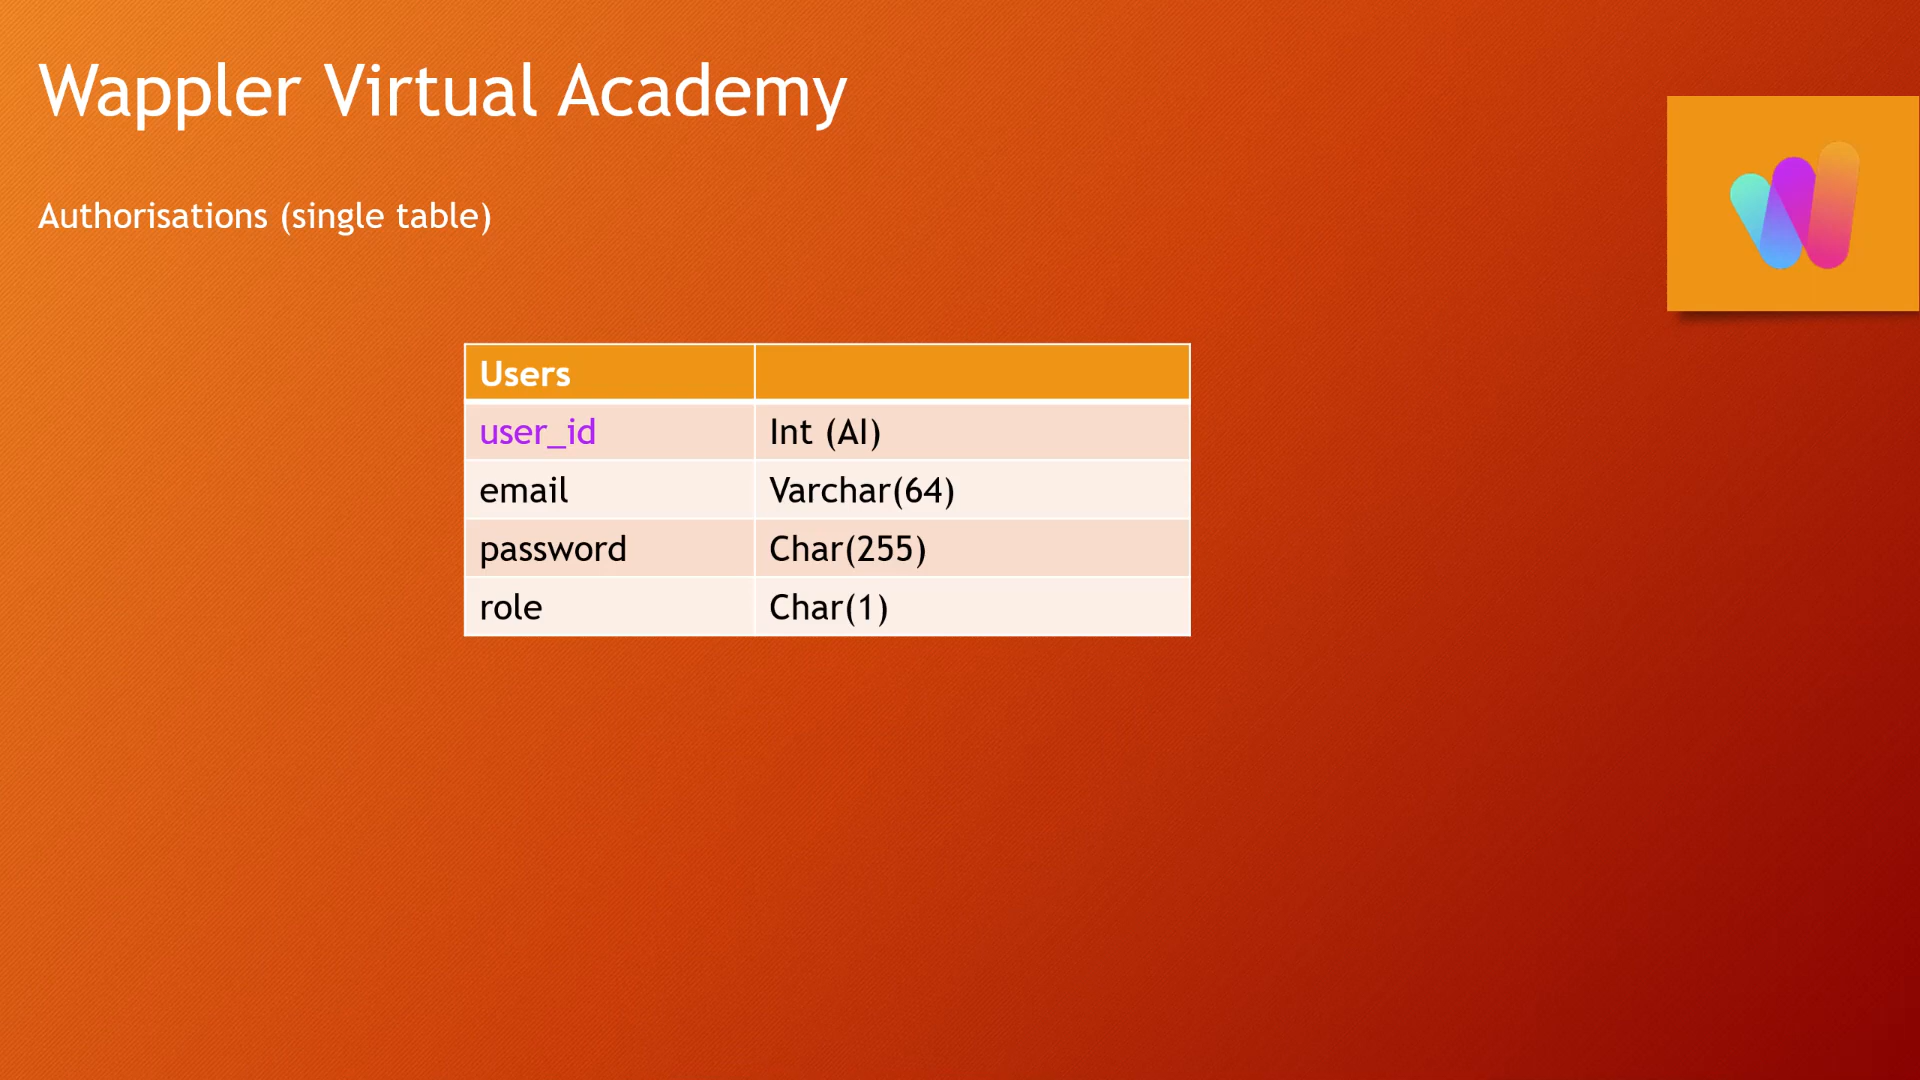 Wappler Virtual Academy
Authorisations (single table)
Users
user_id Int (AI)
email Varchar(64)
password Char(255)
role Char(1)